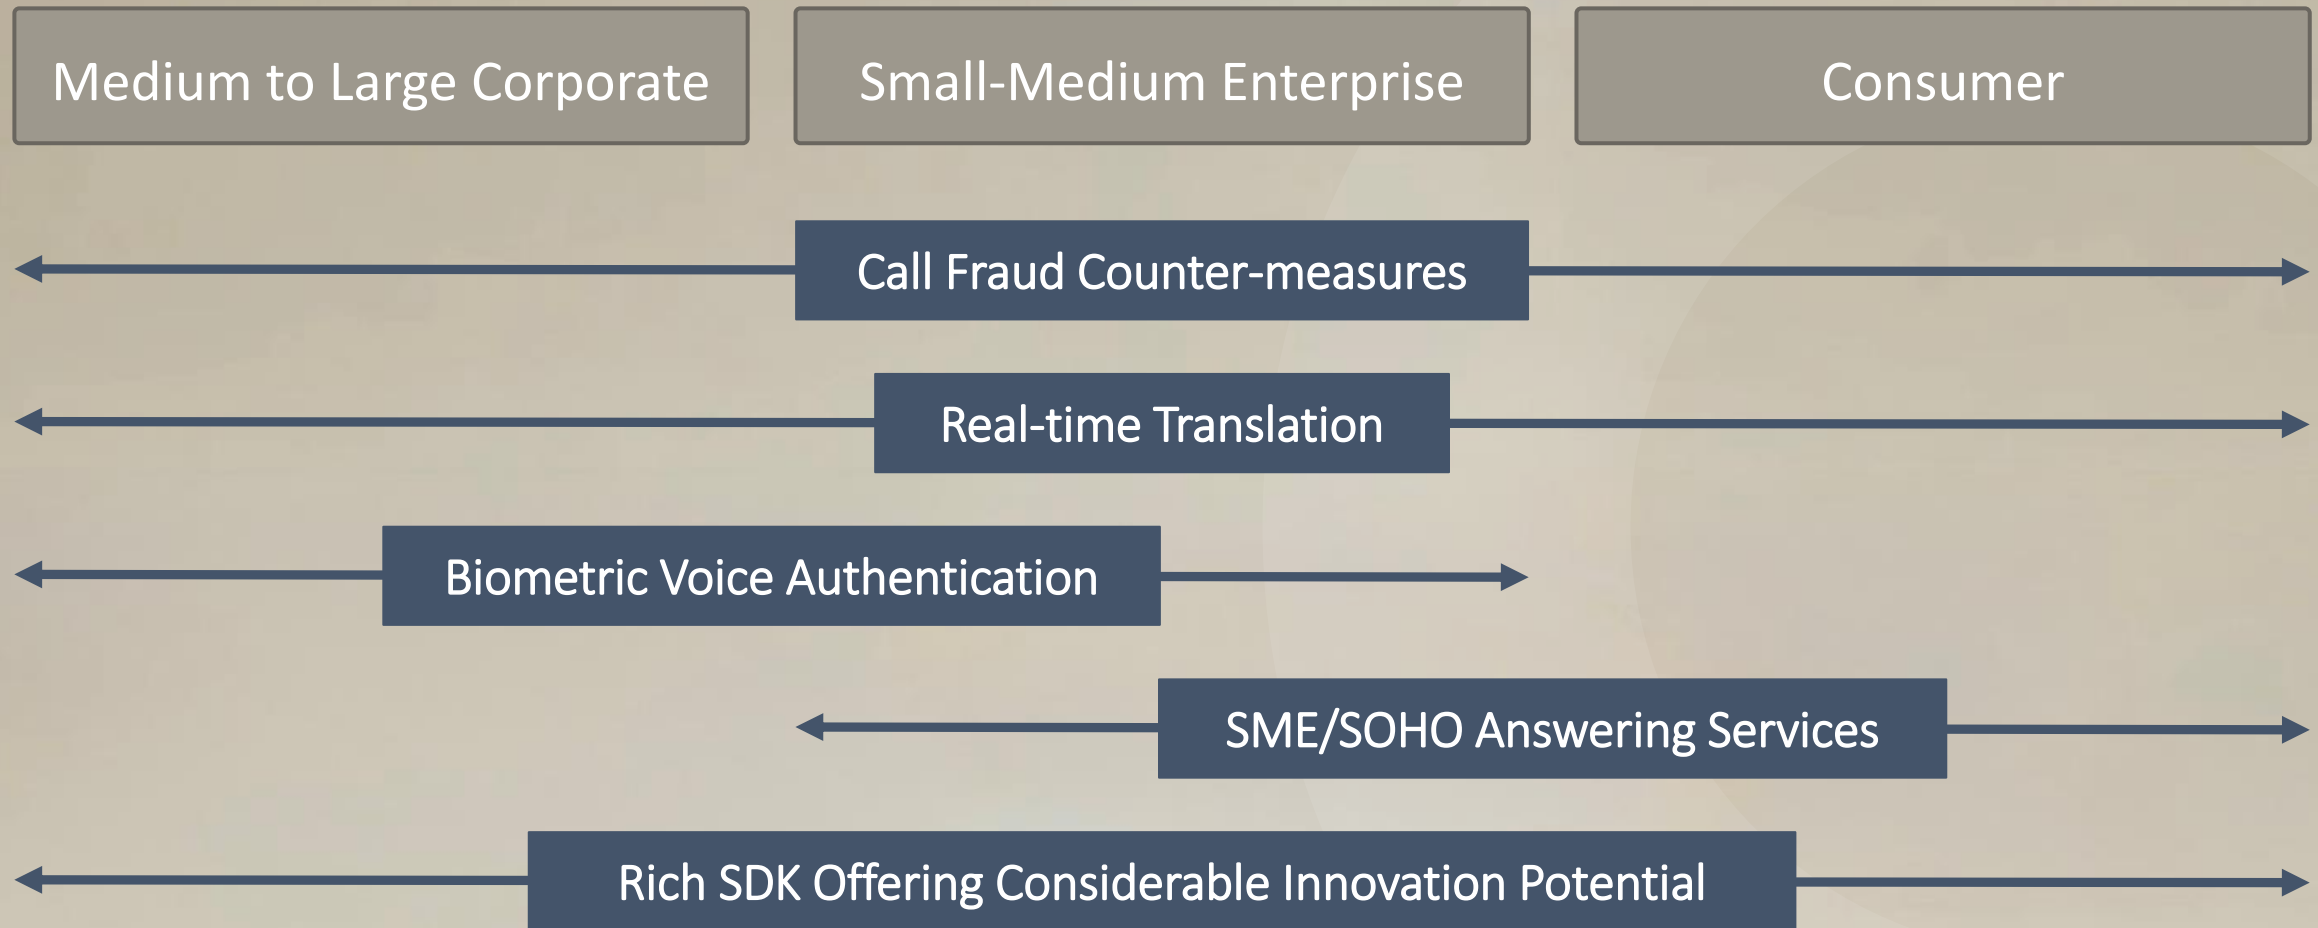 Medium to Large Corporate
Small-Medium Enterprise
Consumer
Call Fraud Counter-measures
Real-time Translation
Biometric Voice Authentication
SME/SOHO Answering Services
Rich SDK Offering Considerable Innovation Potential